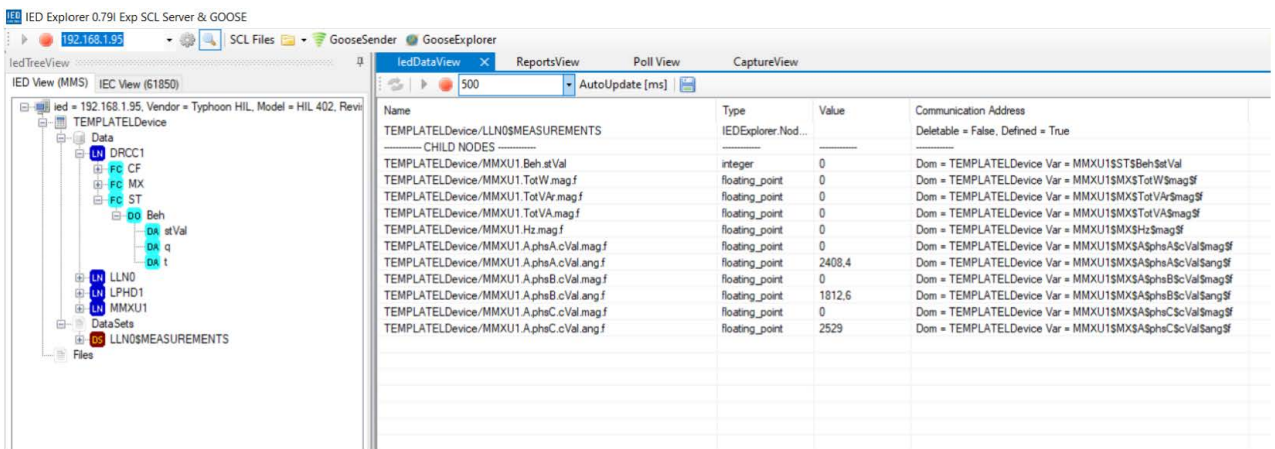 IED Explorer 0.79l Exp SCL Server & GOOSE
192.168.1.95 SCL Files GooseSender GooseExplorer
IedTreeView
IED View (MMS) IEC View (61850)
ied = 192.168.1.95, Vendor = Typhoon HIL, Model = HIL 402, Revi
TEMPLATELDevice
Data
LN DRCC1
FC CF
FC MX
FC ST
DO Beh
DA stVal
DA q
DA t
LN LLN0
LN LPHD1
LN MMXU1
DataSets
DS LLN0$MEASUREMENTS
Files
IedDataView X ReportsView Poll View CaptureView
500 AutoUpdate [ms]
Name Type Value Communication Address
TEMPLATELDevice/LLN0$MEASUREMENTS IEDExplorer.Nod... Deletable = False, Defined = True
------------- CHILD NODES ------------- ------------- ------------- -------------
TEMPLATELDevice/MMXU1.Beh.stVal integer 0 Dom = TEMPLATELDevice Var = MMXU1$ST$Beh$stVal
TEMPLATELDevice/MMXU1.TotW.mag.f floating_point 0 Dom = TEMPLATELDevice Var = MMXU1$MX$TotW$mag$f
TEMPLATELDevice/MMXU1.TotVAr.mag.f floating_point 0 Dom = TEMPLATELDevice Var = MMXU1$MX$TotVAr$mag$f
TEMPLATELDevice/MMXU1.TotVA.mag.f floating_point 0 Dom = TEMPLATELDevice Var = MMXU1$MX$TotVA$mag$f
TEMPLATELDevice/MMXU1.Hz.mag.f floating_point 0 Dom = TEMPLATELDevice Var = MMXU1$MX$Hz$mag$f
TEMPLATELDevice/MMXU1.A.phsA.cVal.mag.f floating_point 0 Dom = TEMPLATELDevice Var = MMXU1$MX$A$phsA$cVal$mag$f
TEMPLATELDevice/MMXU1.A.phsA.cVal.ang.f floating_point 2408,4 Dom = TEMPLATELDevice Var = MMXU1$MX$A$phsA$cVal$ang$f
TEMPLATELDevice/MMXU1.A.phsB.cVal.mag.f floating_point 0 Dom = TEMPLATELDevice Var = MMXU1$MX$A$phsB$cVal$mag$f
TEMPLATELDevice/MMXU1.A.phsB.cVal.ang.f floating_point 1812,6 Dom = TEMPLATELDevice Var = MMXU1$MX$A$phsB$cVal$ang$f
TEMPLATELDevice/MMXU1.A.phsC.cVal.mag.f floating_point 0 Dom = TEMPLATELDevice Var = MMXU1$MX$A$phsC$cVal$mag$f
TEMPLATELDevice/MMXU1.A.phsC.cVal.ang.f floating_point 2529 Dom = TEMPLATELDevice Var = MMXU1$MX$A$phsC$cVal$ang$f